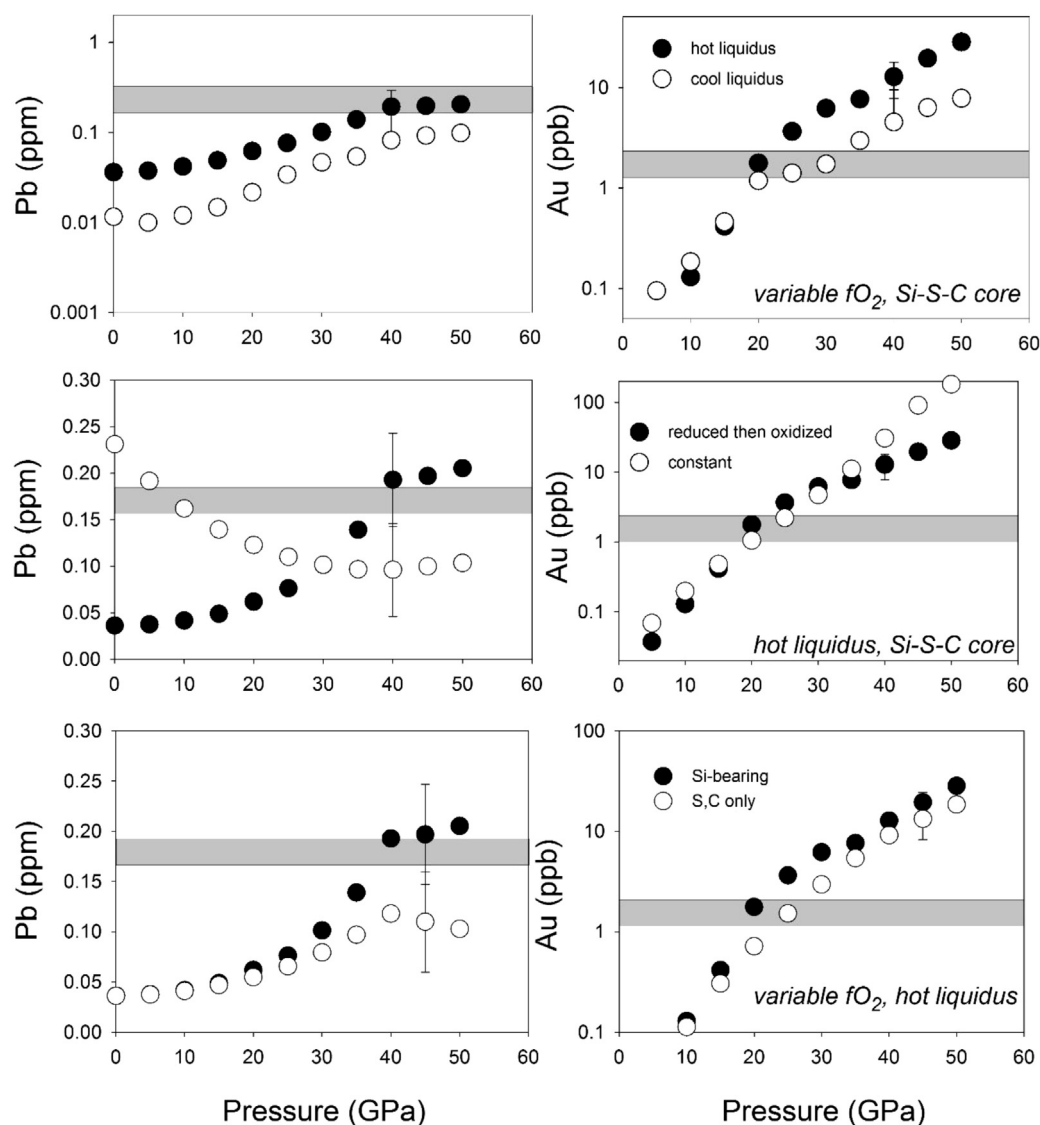 1
0.1
0.01
0.001
Pb (ppm)
0 10 20 30 40 50 60
10
1
0.1
Au (ppb)
hot liquidus
cool liquidus
variable fO₂, Si-S-C core
0 10 20 30 40 50 60
0.30
0.25
0.20
0.15
0.10
0.05
0.00
Pb (ppm)
0 10 20 30 40 50 60
100
10
1
0.1
Au (ppb)
reduced then oxidized
constant
hot liquidus, Si-S-C core
0 10 20 30 40 50 60
0.30
0.25
0.20
0.15
0.10
0.05
0.00
Pb (ppm)
0 10 20 30 40 50 60
Pressure (GPa)
100
10
1
0.1
Au (ppb)
Si-bearing
S,C only
variable fO₂, hot liquidus
0 10 20 30 40 50 60
Pressure (GPa)